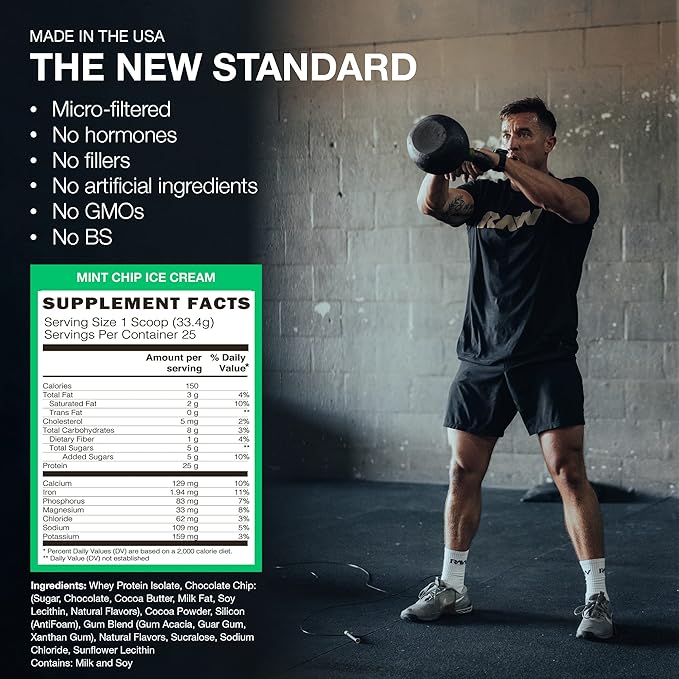 MADE IN THE USA
THE NEW STANDARD
• Micro-filtered
• No hormones
• No fillers
• No artificial ingredients
• No GMOs
• No BS
MINT CHIP ICE CREAM
SUPPLEMENT FACTS
Serving Size 1 Scoop (33.4g)
Servings Per Container 25
Amount per serving % Daily Value*
Calories 150
Total Fat 3 g 4%
Saturated Fat 2 g 10%
Trans Fat 0 g **
Cholesterol 5 mg 2%
Total Carbohydrates 8 g 3%
Dietary Fiber 1 g 4%
Total Sugars 5 g **
Added Sugars 5 g 10%
Protein 25 g
Calcium 129 mg 10%
Iron 1.94 mg 11%
Phosphorus 83 mg 7%
Magnesium 33 mg 8%
Chloride 62 mg 3%
Sodium 109 mg 5%
Potassium 159 mg 3%
* Percent Daily Values (DV) are based on a 2,000 calorie diet.
** Daily Value (DV) not established
Ingredients: Whey Protein Isolate, Chocolate Chip:
(Sugar, Chocolate, Cocoa Butter, Milk Fat, Soy
Lecithin, Natural Flavors), Cocoa Powder, Silicon
(AntiFoam), Gum Blend (Gum Acacia, Guar Gum,
Xanthan Gum), Natural Flavors, Sucralose, Sodium
Chloride, Sunflower Lecithin
Contains: Milk and Soy
RAW
RAW